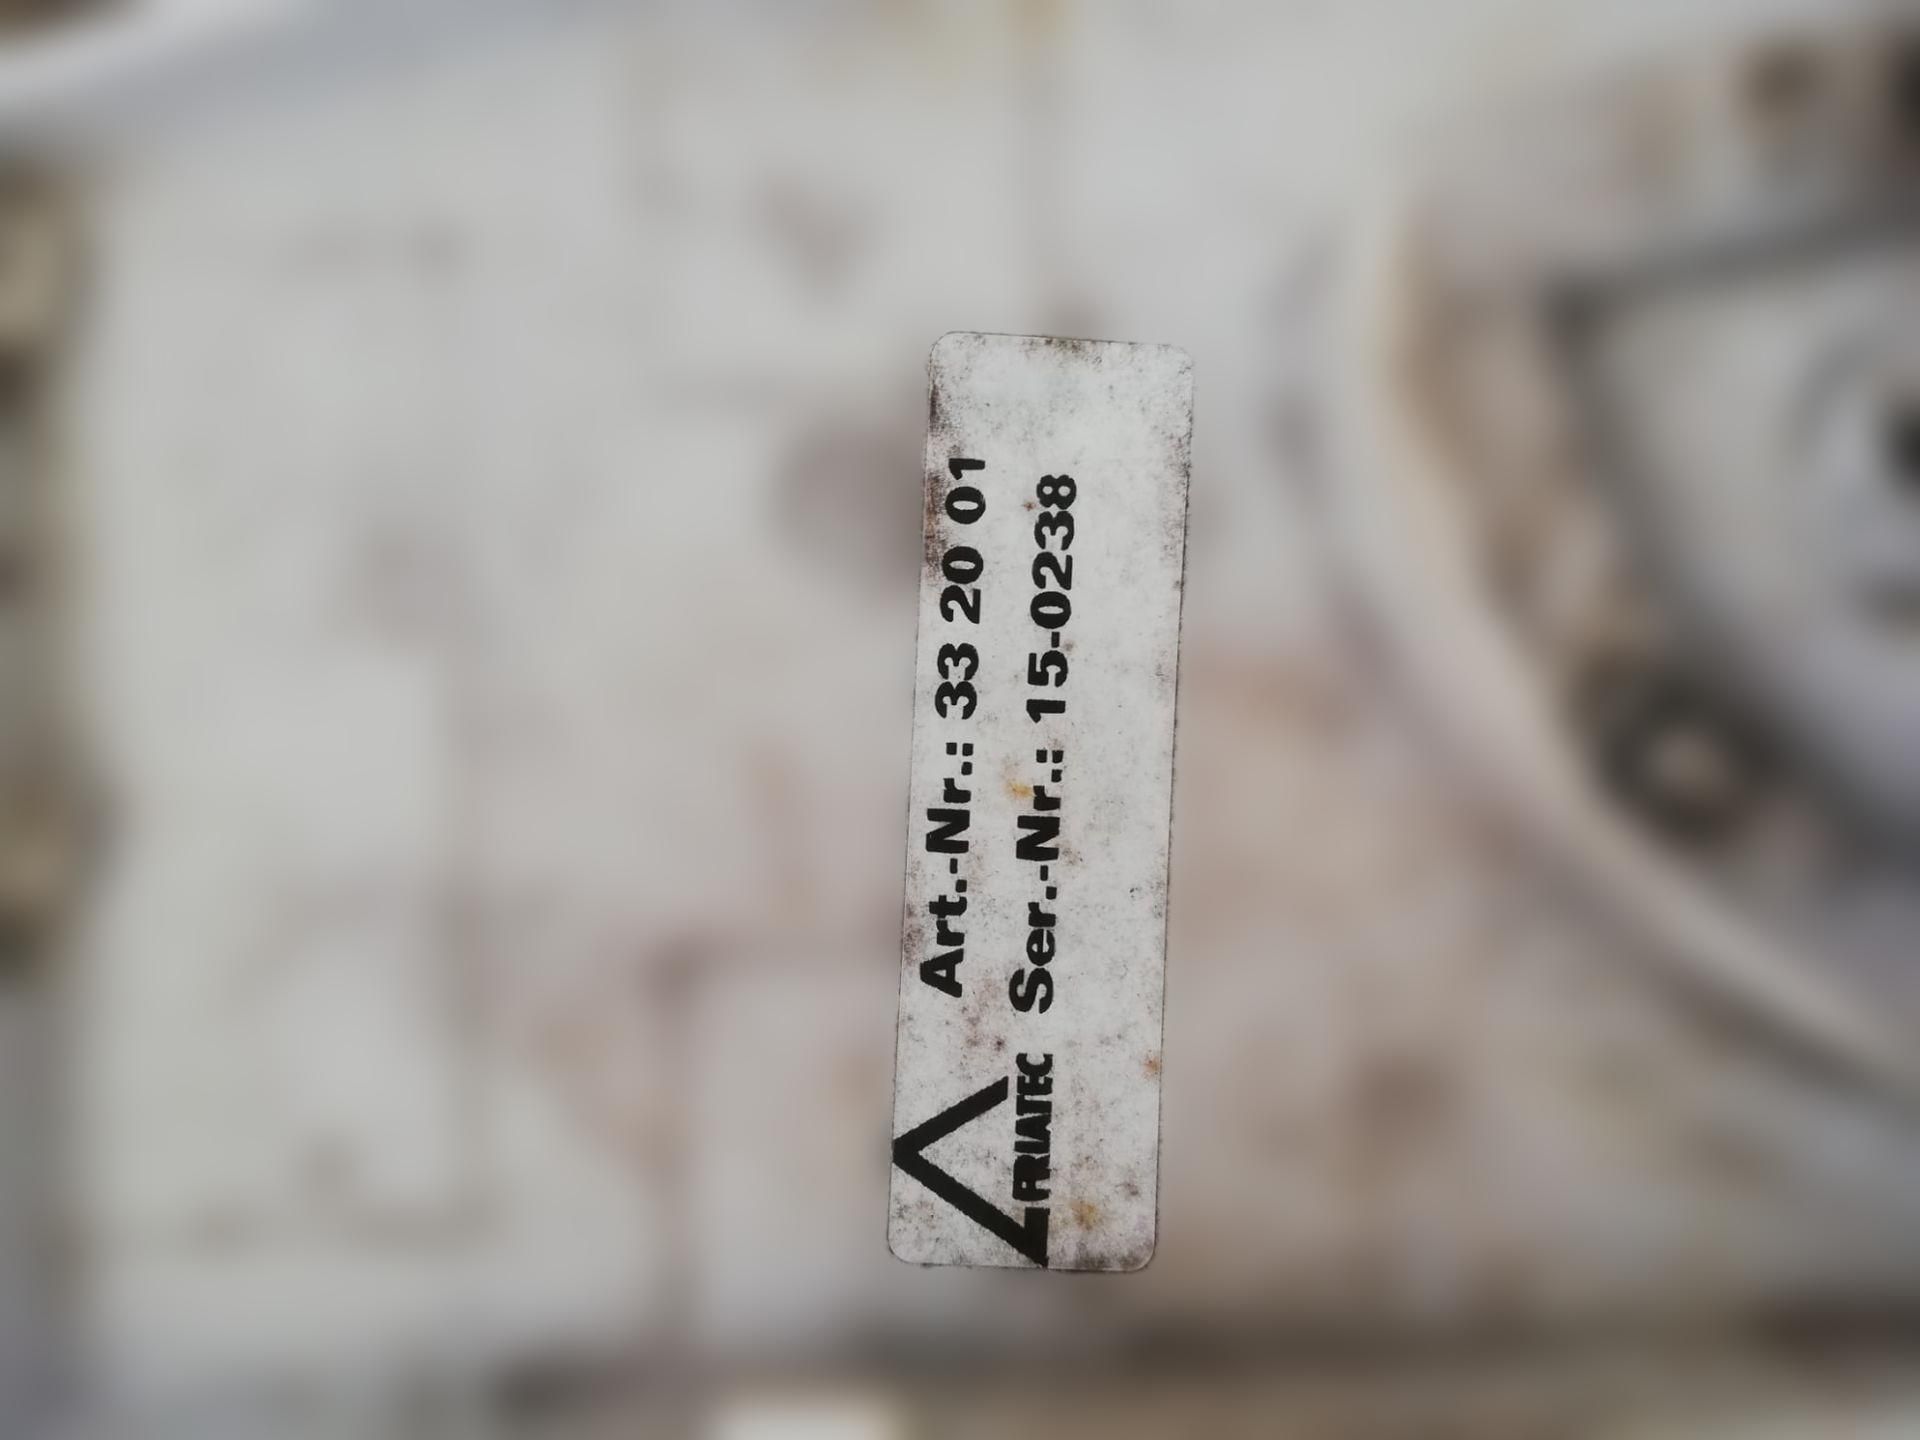 Art.-Nr.: 33 20 01
Ser.-Nr.: 15-0238
FRIATEC